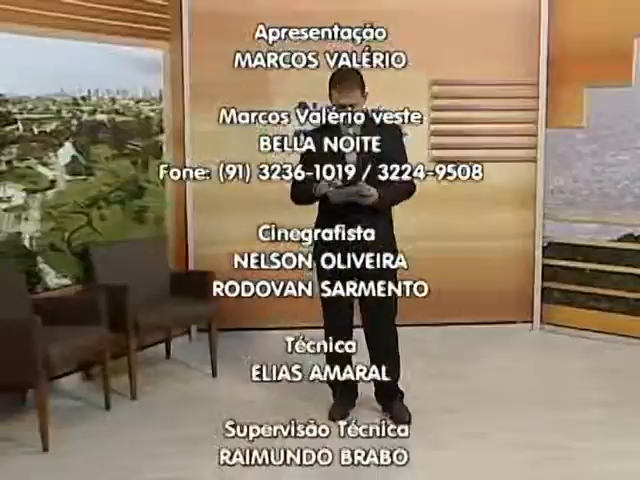 Apresentação
MARCOS VALÉRIO
Marcos Valério veste
BELLA NOITE
Fone: (91) 3236-1019 / 3224-9508
Cinegrafista
NELSON OLIVEIRA
RODOVAN SARMENTO
Técnica
ELIAS AMARAL
Supervisão Técnica
RAIMUNDO BRABO